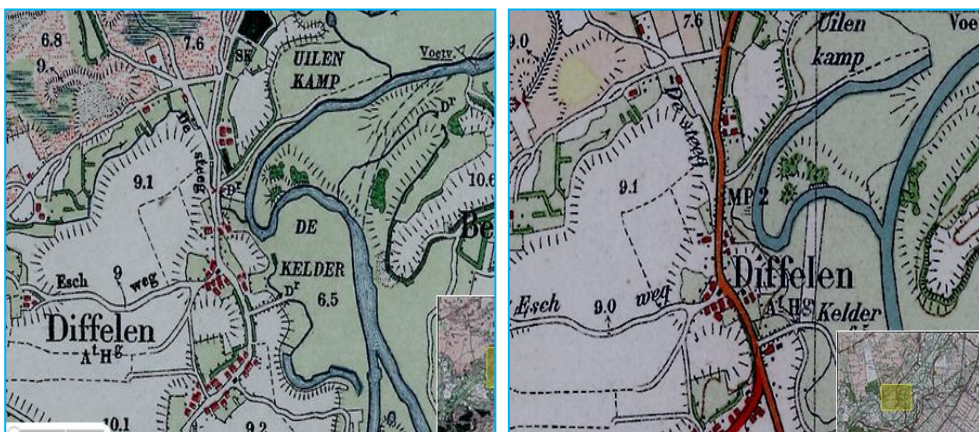 6.8
7.6
9.
SK
UILEN
KAMP
Voetv.
Dr
De
steeg
9.1
10.6
Dr
DE
Be
KELDER
Esch
9
weg
Dr
6.5
Diffelen
AtHg
10.1
9.2
7.6
Uilen
kamp
Voe
9.0
De
steeg
9.1
MP 2
Diffelen
Esch
9.0
weg
AtHg
Kelder